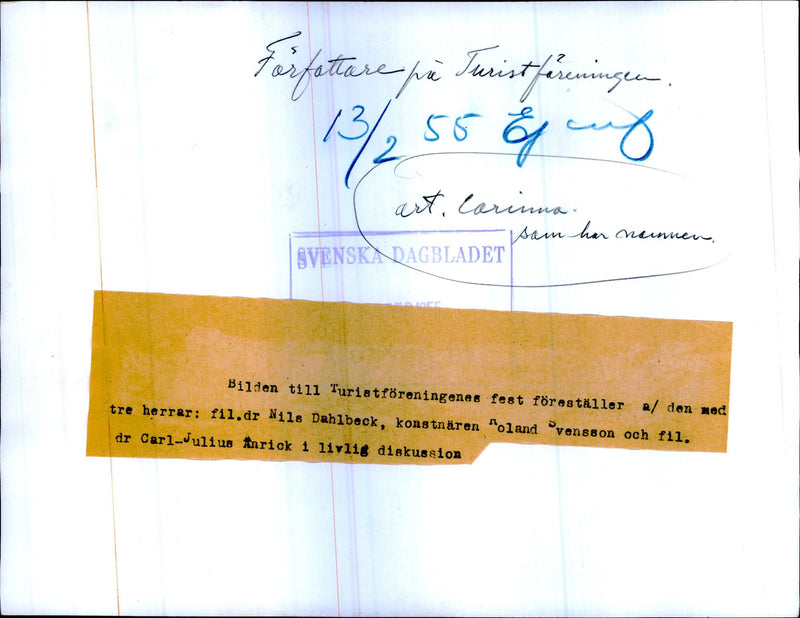 Författare på Turistföreningen.
13/2 55 Ej
art. Corinna.
som har namnen.
SVENSKA DAGBLADET
Bilden till Turistföreningenes fest föreställer a/ den med
tre herrar: fil.dr Nils Dahlbeck, konstnären Roland Svensson och fil.
dr Carl-Julius Anrick i livlig diskussion